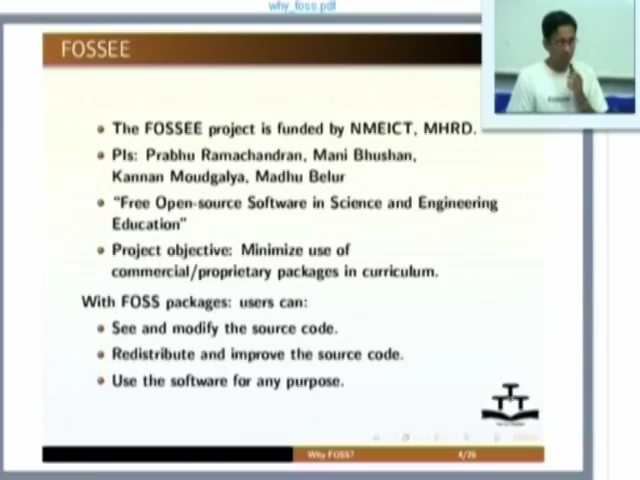 why_foss.pdf
FOSSEE
The FOSSEE project is funded by NMEICT, MHRD.
PIs: Prabhu Ramachandran, Mani Bhushan,
Kannan Moudgalya, Madhu Belur
"Free Open-source Software in Science and Engineering
Education"
Project objective: Minimize use of
commercial/proprietary packages in curriculum.
With FOSS packages: users can:
See and modify the source code.
Redistribute and improve the source code.
Use the software for any purpose.
Why FOSS?
4/26